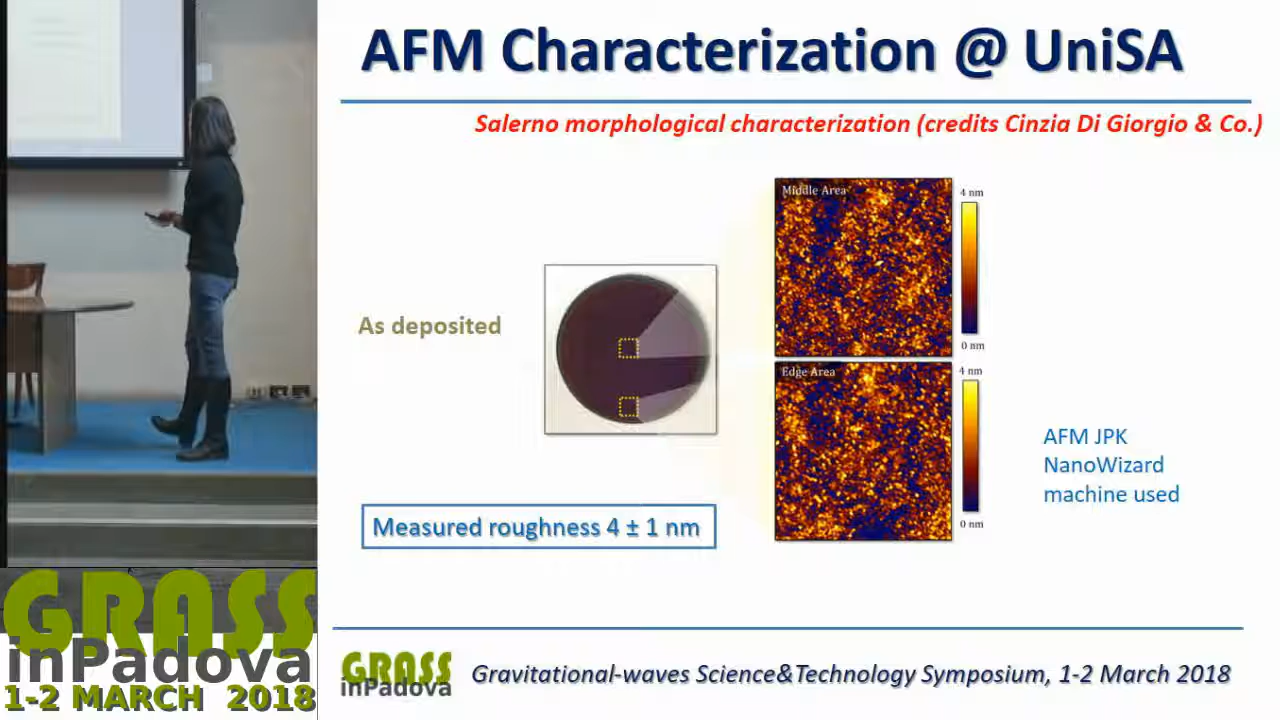 AFM Characterization @ UniSA
Salerno morphological characterization (credits Cinzia Di Giorgio & Co.)
Middle Area
4 nm
0 nm
As deposited
Edge Area
4 nm
0 nm
AFM JPK
NanoWizard
machine used
Measured roughness 4 ± 1 nm
GRASS
inPadova
1-2 MARCH 2018
GRASS
inPadova
Gravitational-waves Science&Technology Symposium, 1-2 March 2018